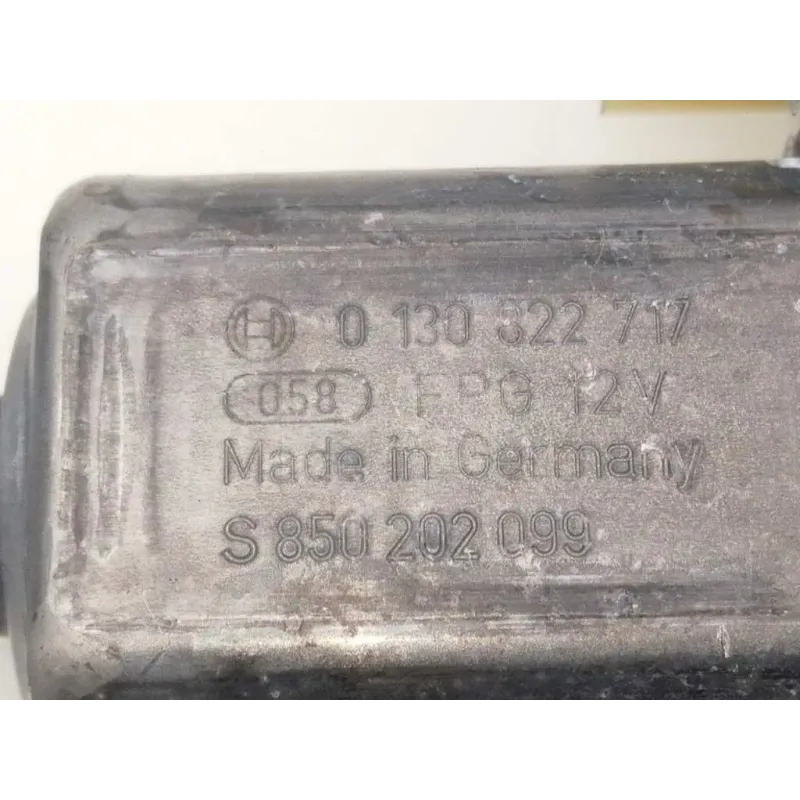 0 130 822 717
058 FPG 12V
Made in Germany
S 850 202 099